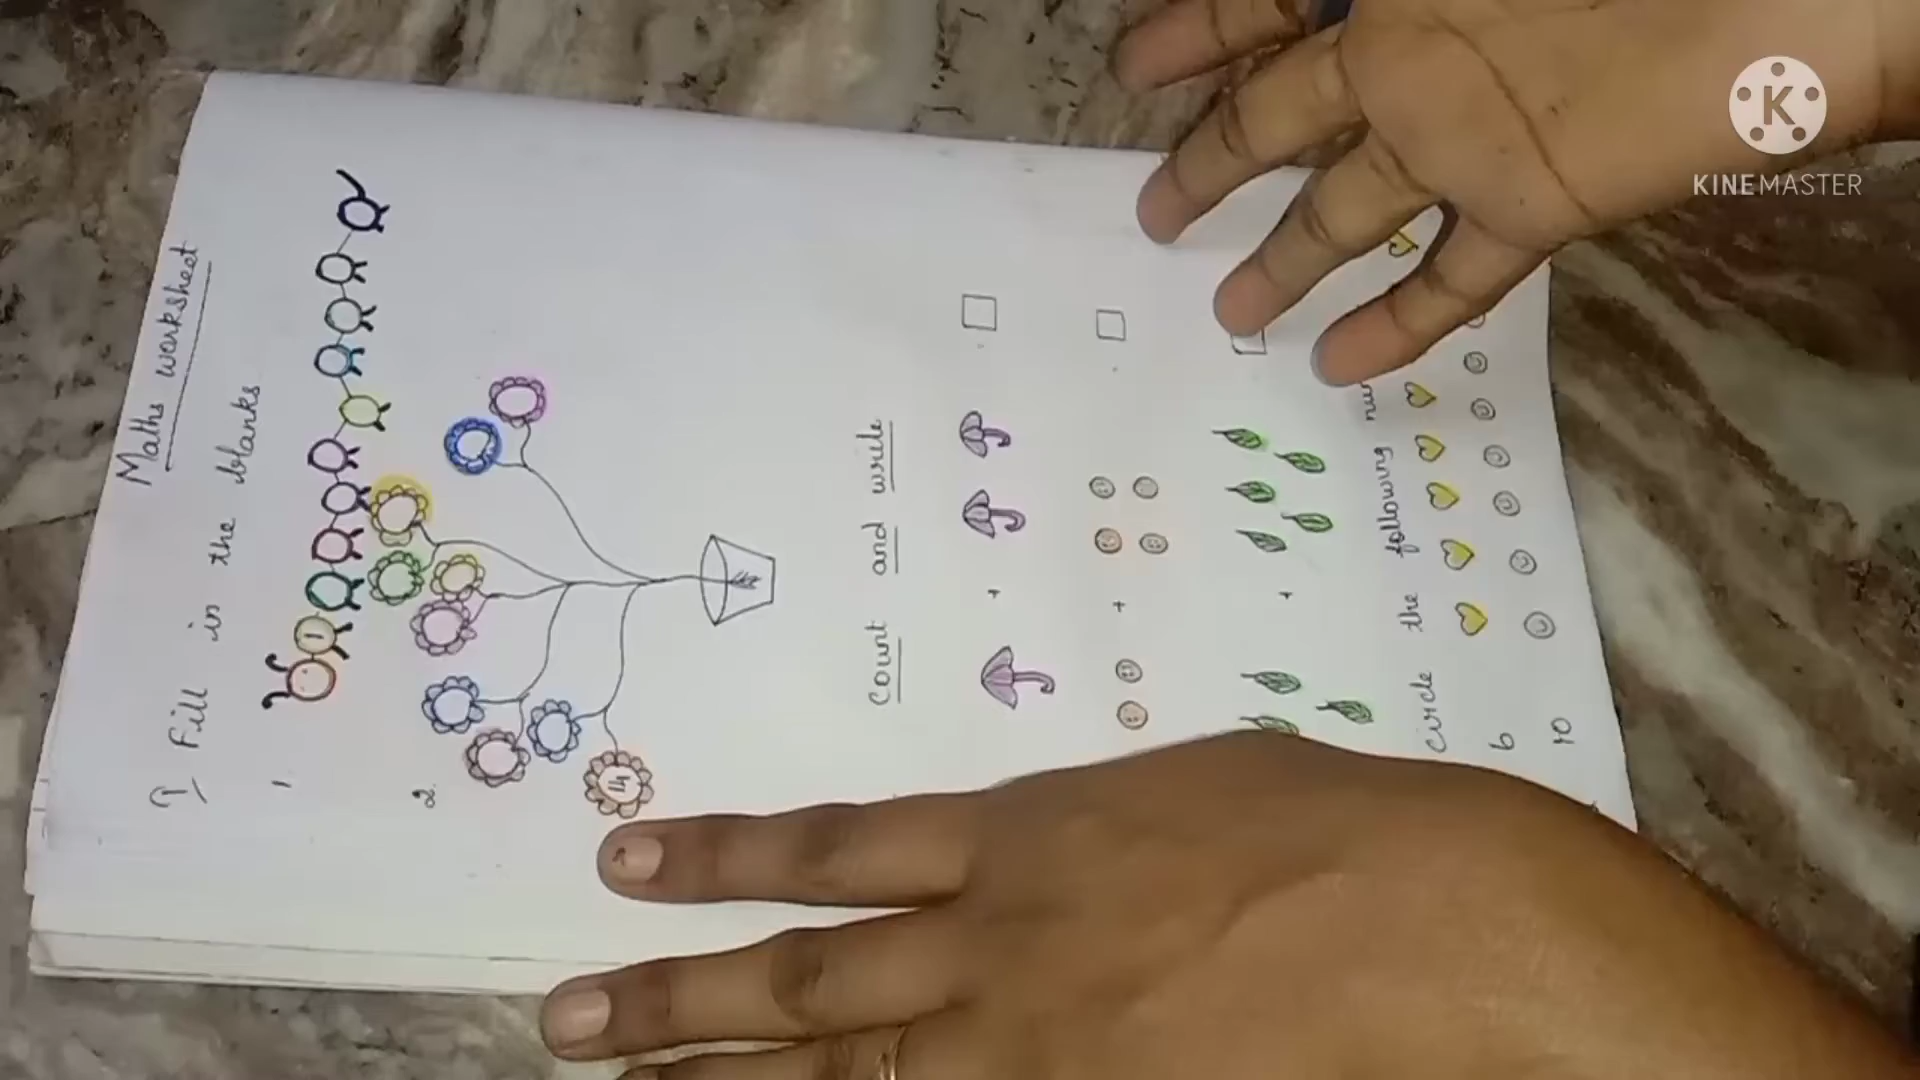 Maths worksheet
I Fill in the blanks
1.
1
2.
14
Count and write
+
+
+
circle the following
6
10
KINEMASTER